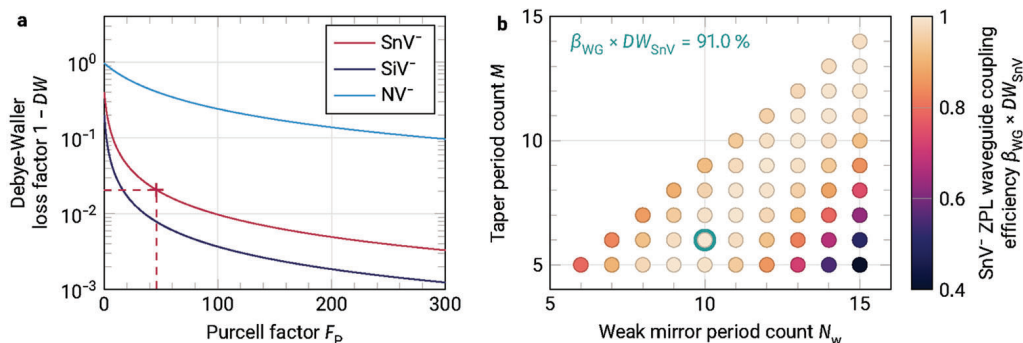 a
10⁰
10⁻¹
10⁻²
10⁻³
Debye-Waller
loss factor 1 − DW
0
100
200
300
Purcell factor F_P
SnV⁻
SiV⁻
NV⁻
b
15
10
5
Taper period count M
β_WG × DW_SnV = 91.0 %
5
10
15
Weak mirror period count N_w
1
0.8
0.6
0.4
SnV⁻ ZPL waveguide coupling
efficiency β_WG × DW_SnV